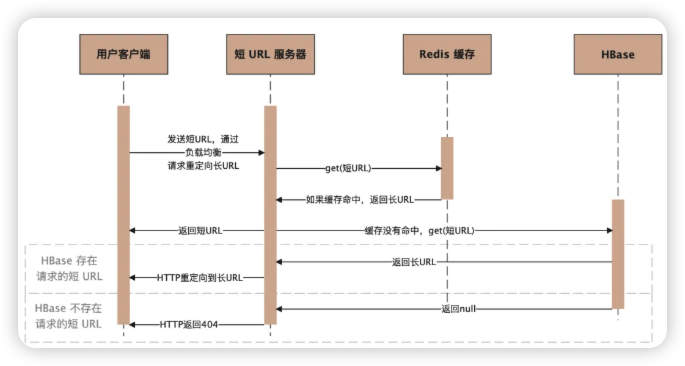 用户客户端
短 URL 服务器
Redis 缓存
HBase
发送短URL，通过
负载均衡
请求重定向长URL
get(短URL)
如果缓存命中，返回长URL
返回短URL
缓存没有命中，get(短URL)
HBase 存在
请求的短 URL
返回长URL
HTTP重定向到长URL
HBase 不存在
请求的短 URL
返回null
HTTP返回404